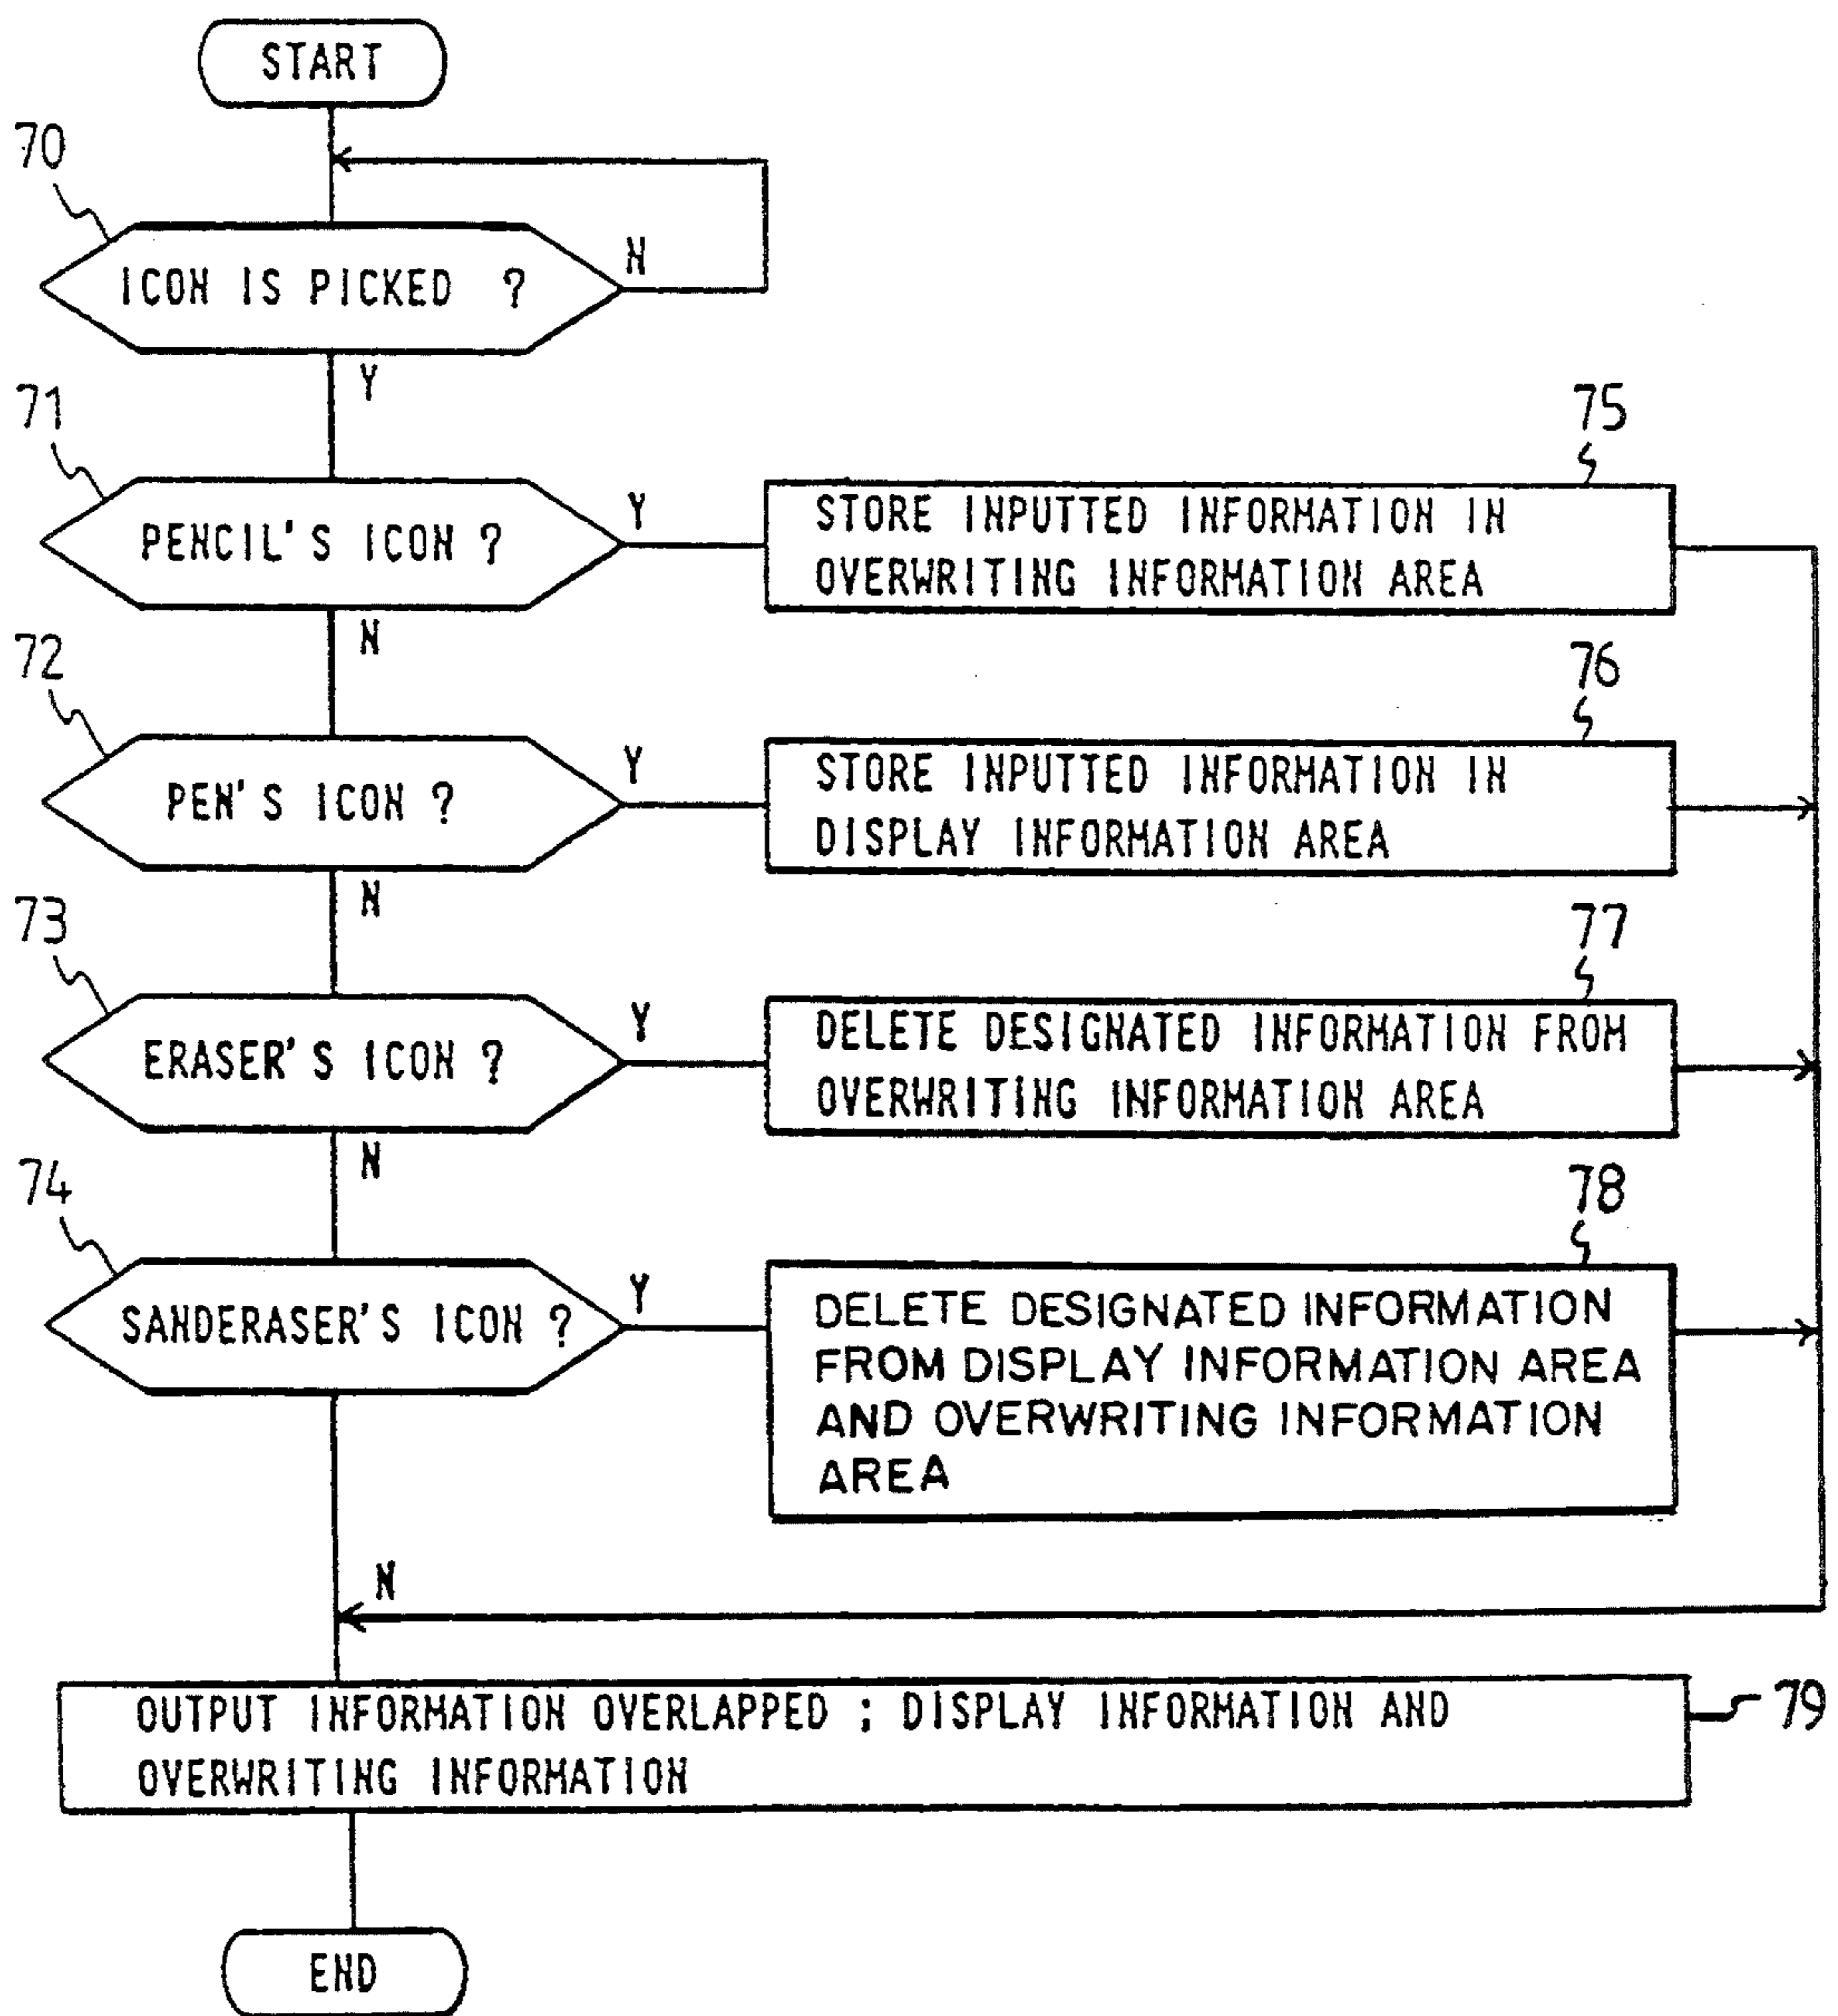 START
70
ICON IS PICKED ?
N
Y
71
PENCIL'S ICON ?
Y
75
STORE INPUTTED INFORMATION IN
OVERWRITING INFORMATION AREA
N
72
PEN'S ICON ?
Y
76
STORE INPUTTED INFORMATION IN
DISPLAY INFORMATION AREA
N
73
ERASER'S ICON ?
Y
77
DELETE DESIGNATED INFORMATION FROM
OVERWRITING INFORMATION AREA
N
74
SANDERASER'S ICON ?
Y
78
DELETE DESIGNATED INFORMATION
FROM DISPLAY INFORMATION AREA
AND OVERWRITING INFORMATION
AREA
N
OUTPUT INFORMATION OVERLAPPED ; DISPLAY INFORMATION AND
OVERWRITING INFORMATION
79
END